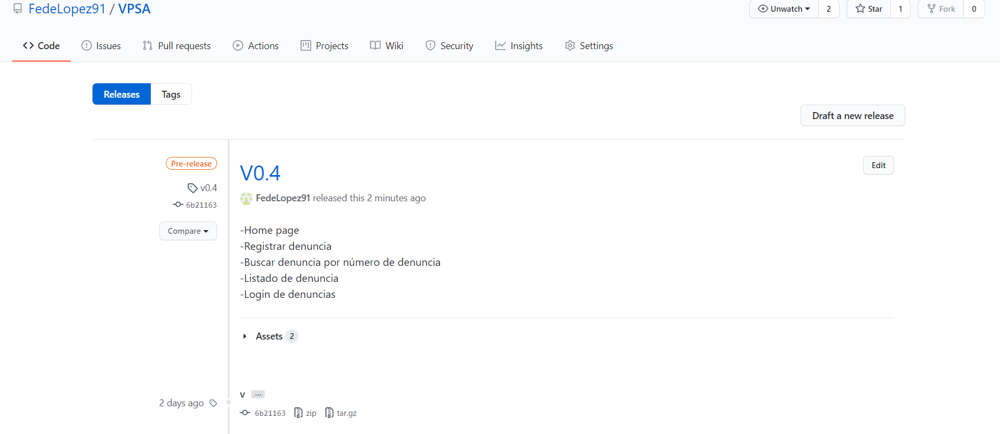 FedeLopez91 / VPSA
Unwatch 2 Star 1 Fork 0
Code Issues Pull requests Actions Projects Wiki Security Insights Settings
Releases Tags
Draft a new release
Pre-release
v0.4
6b21163
Compare
V0.4
Edit
FedeLopez91 released this 2 minutes ago
-Home page
-Registrar denuncia
-Buscar denuncia por número de denuncia
-Listado de denuncia
-Login de denuncias
Assets 2
2 days ago
v ...
6b21163 zip tar.gz